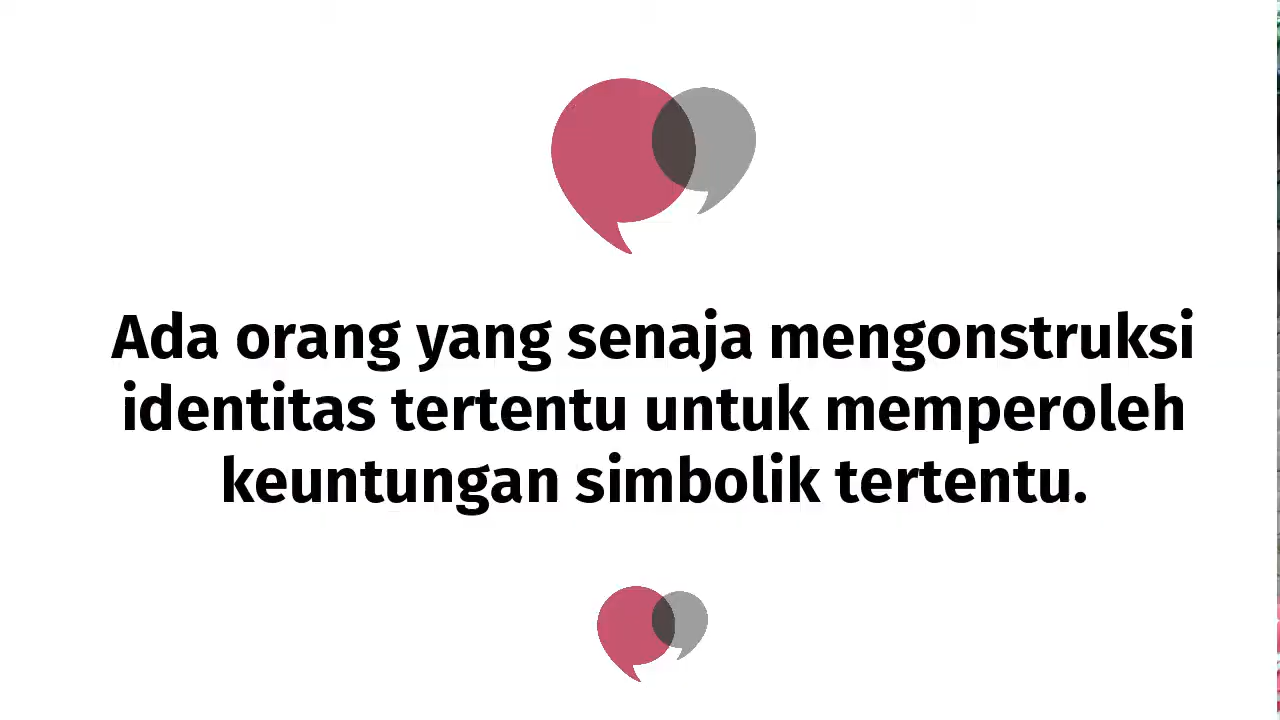 Ada orang yang senaja mengonstruksi
identitas tertentu untuk memperoleh
keuntungan simbolik tertentu.